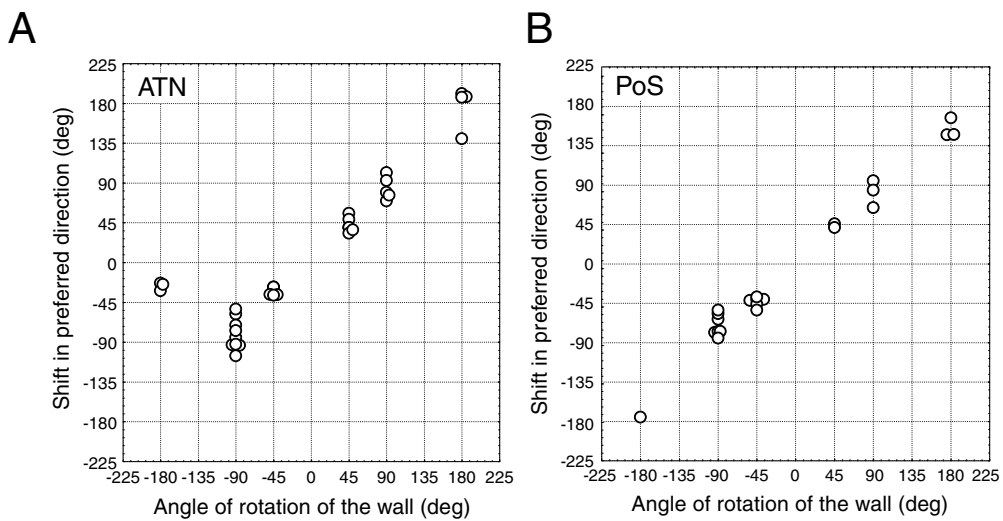 A
ATN
Shift in preferred direction (deg)
225
180
135
90
45
0
-45
-90
-135
-180
-225
-225 -180 -135 -90 -45 0 45 90 135 180 225
Angle of rotation of the wall (deg)
B
PoS
Shift in preferred direction (deg)
225
180
135
90
45
0
-45
-90
-135
-180
-225
-225 -180 -135 -90 -45 0 45 90 135 180 225
Angle of rotation of the wall (deg)